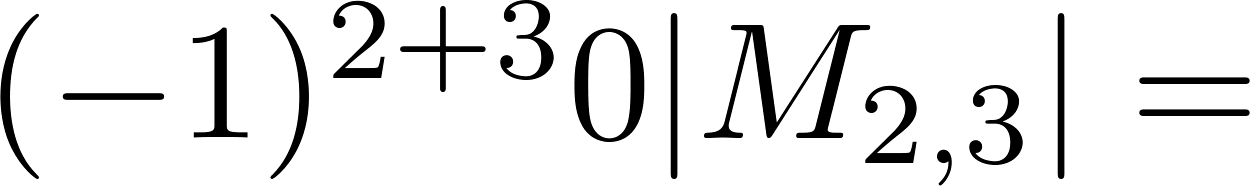 (−1)^{2+3}0|M_{2,3}| =